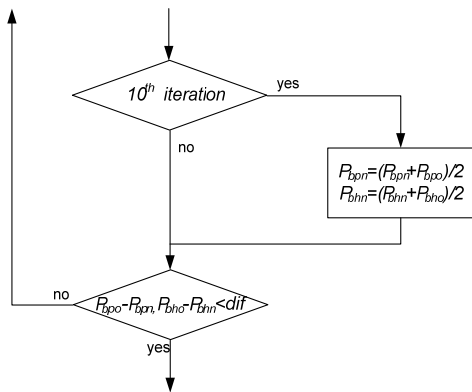 10th iteration
yes
no
Pbpn=(Pbpn+Pbpo)/2
Pbhn=(Pbhn+Pbho)/2
no
Pbpo-Pbpn,Pbho-Pbhn<dif
yes